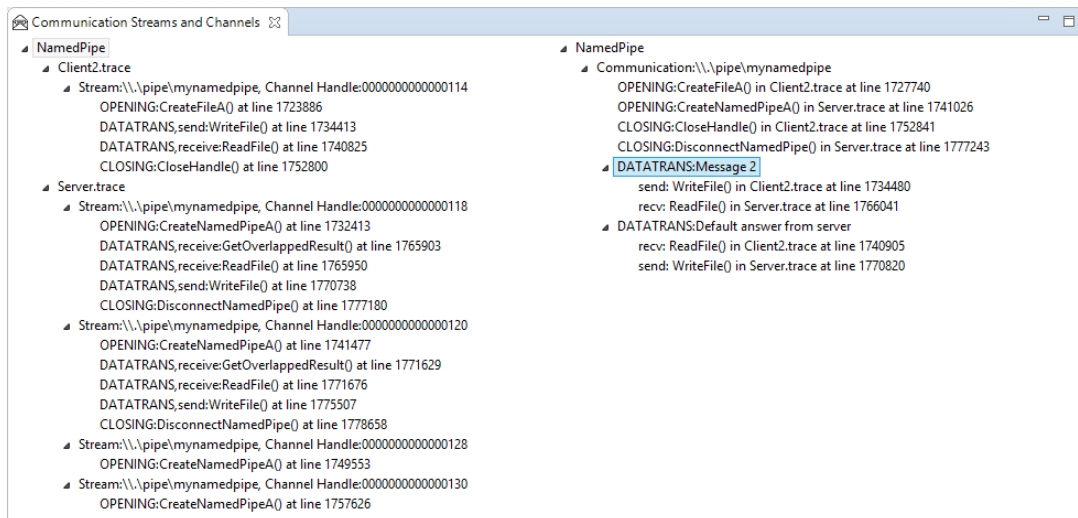 Communication Streams and Channels
NamedPipe
Client2.trace
Stream:\\.\pipe\mynamedpipe, Channel Handle:0000000000000114
OPENING:CreateFileA() at line 1723886
DATATRANS,send:WriteFile() at line 1734413
DATATRANS,receive:ReadFile() at line 1740825
CLOSING:CloseHandle() at line 1752800
Server.trace
Stream:\\.\pipe\mynamedpipe, Channel Handle:0000000000000118
OPENING:CreateNamedPipeA() at line 1732413
DATATRANS,receive:GetOverlappedResult() at line 1765903
DATATRANS,receive:ReadFile() at line 1765950
DATATRANS,send:WriteFile() at line 1770738
CLOSING:DisconnectNamedPipe() at line 1777180
Stream:\\.\pipe\mynamedpipe, Channel Handle:0000000000000120
OPENING:CreateNamedPipeA() at line 1741477
DATATRANS,receive:GetOverlappedResult() at line 1771629
DATATRANS,receive:ReadFile() at line 1771676
DATATRANS,send:WriteFile() at line 1775507
CLOSING:DisconnectNamedPipe() at line 1778658
Stream:\\.\pipe\mynamedpipe, Channel Handle:0000000000000128
OPENING:CreateNamedPipeA() at line 1749553
Stream:\\.\pipe\mynamedpipe, Channel Handle:0000000000000130
OPENING:CreateNamedPipeA() at line 1757626
NamedPipe
Communication:\\.\pipe\mynamedpipe
OPENING:CreateFileA() in Client2.trace at line 1727740
OPENING:CreateNamedPipeA() in Server.trace at line 1741026
CLOSING:CloseHandle() in Client2.trace at line 1752841
CLOSING:DisconnectNamedPipe() in Server.trace at line 1777243
DATATRANS:Message 2
send: WriteFile() in Client2.trace at line 1734480
recv: ReadFile() in Server.trace at line 1766041
DATATRANS:Default answer from server
recv: ReadFile() in Client2.trace at line 1740905
send: WriteFile() in Server.trace at line 1770820